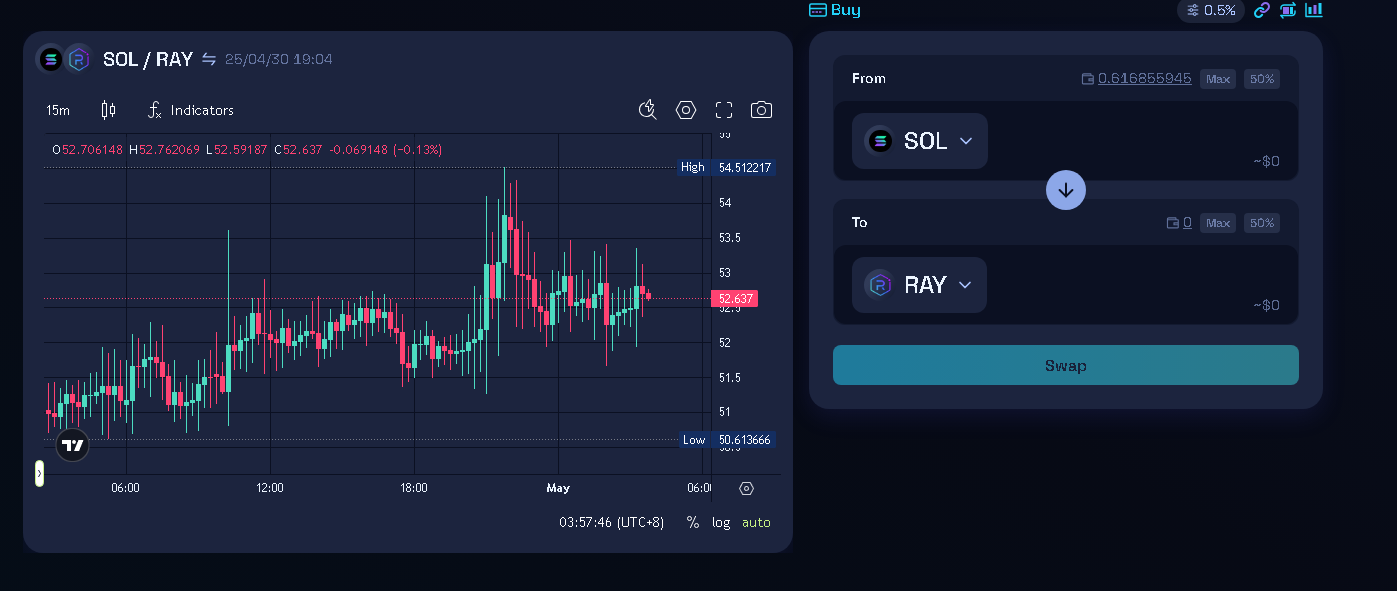 Buy
0.5%
SOL / RAY
25/04/30 19:04
15m
Indicators
O52.706148 H52.762069 L52.59187 C52.637 -0.069148 (-0.13%)
High 54.512217
54
53.5
53
52.637
52.5
52
51.5
51
Low 50.613666
06:00 12:00 18:00 May 06:00
03:57:46 (UTC+8) % log auto
From
0.616855945 Max 50%
SOL
~$0
To
0 Max 50%
RAY
~$0
Swap